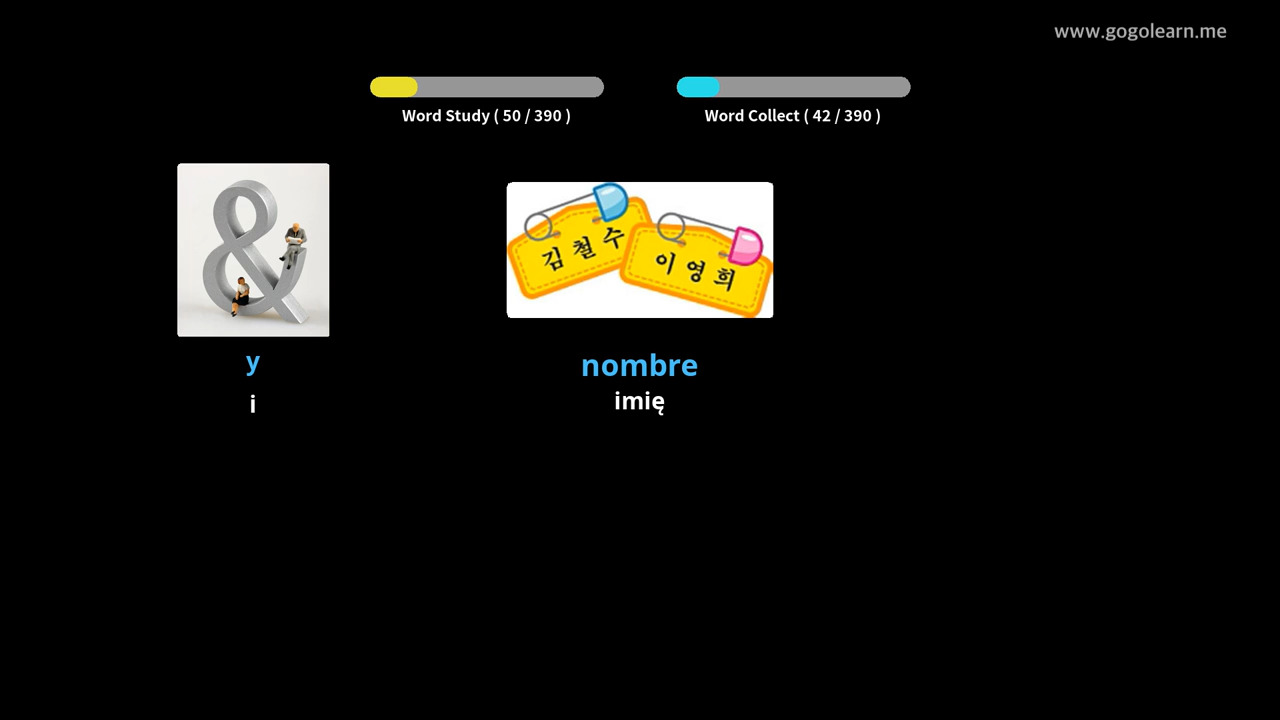 www.gogolearn.me
Word Study ( 50 / 390 )
Word Collect ( 42 / 390 )
&
김철수
이영희
y
i
nombre
imię